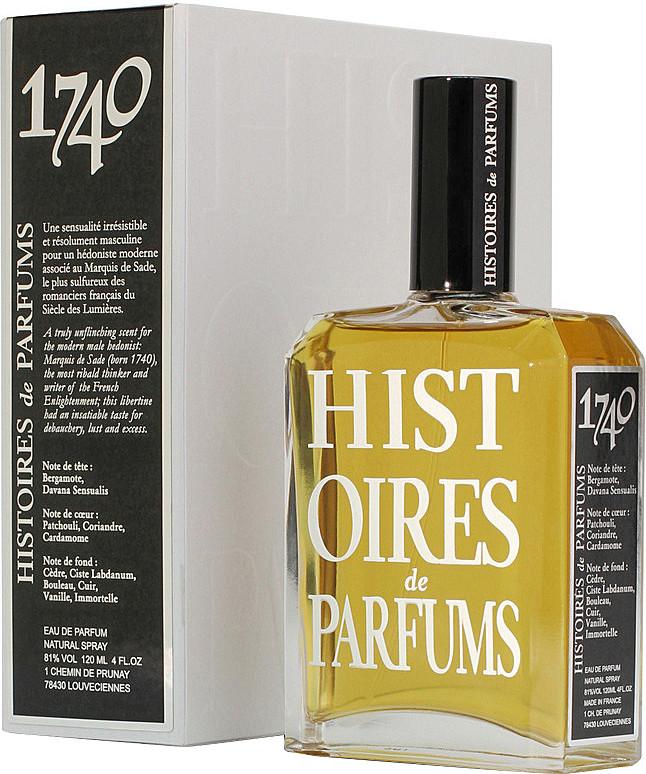 1740
HISTOIRES de PARFUMS
Une sensualité irrésistible
et résolument masculine
pour un hédoniste moderne
associé au Marquis de Sade,
le plus sulfureux des
romanciers français du
Siècle des Lumières.
A truly unflinching scent for
the modern male hedonist:
Marquis de Sade (born 1740),
the most ribald thinker and
writer of the French
Enlightenment; this libertine
had an insatiable taste for
debauchery, lust and excess.
Note de tête :
Bergamote,
Davana Sensualis
Note de cœur :
Patchouli, Coriandre,
Cardamome
Note de fond :
Cèdre, Ciste Labdanum,
Bouleau, Cuir,
Vanille, Immortelle
EAU DE PARFUM
NATURAL SPRAY
81% VOL 120 ML 4 FL.OZ
1 CHEMIN DE PRUNAY
78430 LOUVECIENNES
HIST
HISTOIRES de PARFUMS
HIST
OIRES
de
PARFUMS
1740
HISTOIRES de PARFUMS
Note de tête :
Bergamote,
Davana Sensualis
Note de cœur :
Patchouli,
Coriandre,
Cardamome
Note de fond :
Cèdre,
Ciste Labdanum,
Bouleau,
Cuir,
Vanille,
Immortelle
EAU DE PARFUM
NATURAL SPRAY
81%VOL 120ML 4FL.OZ
MADE IN FRANCE
1 CH. DE PRUNAY
78430 LOUVECIENNES